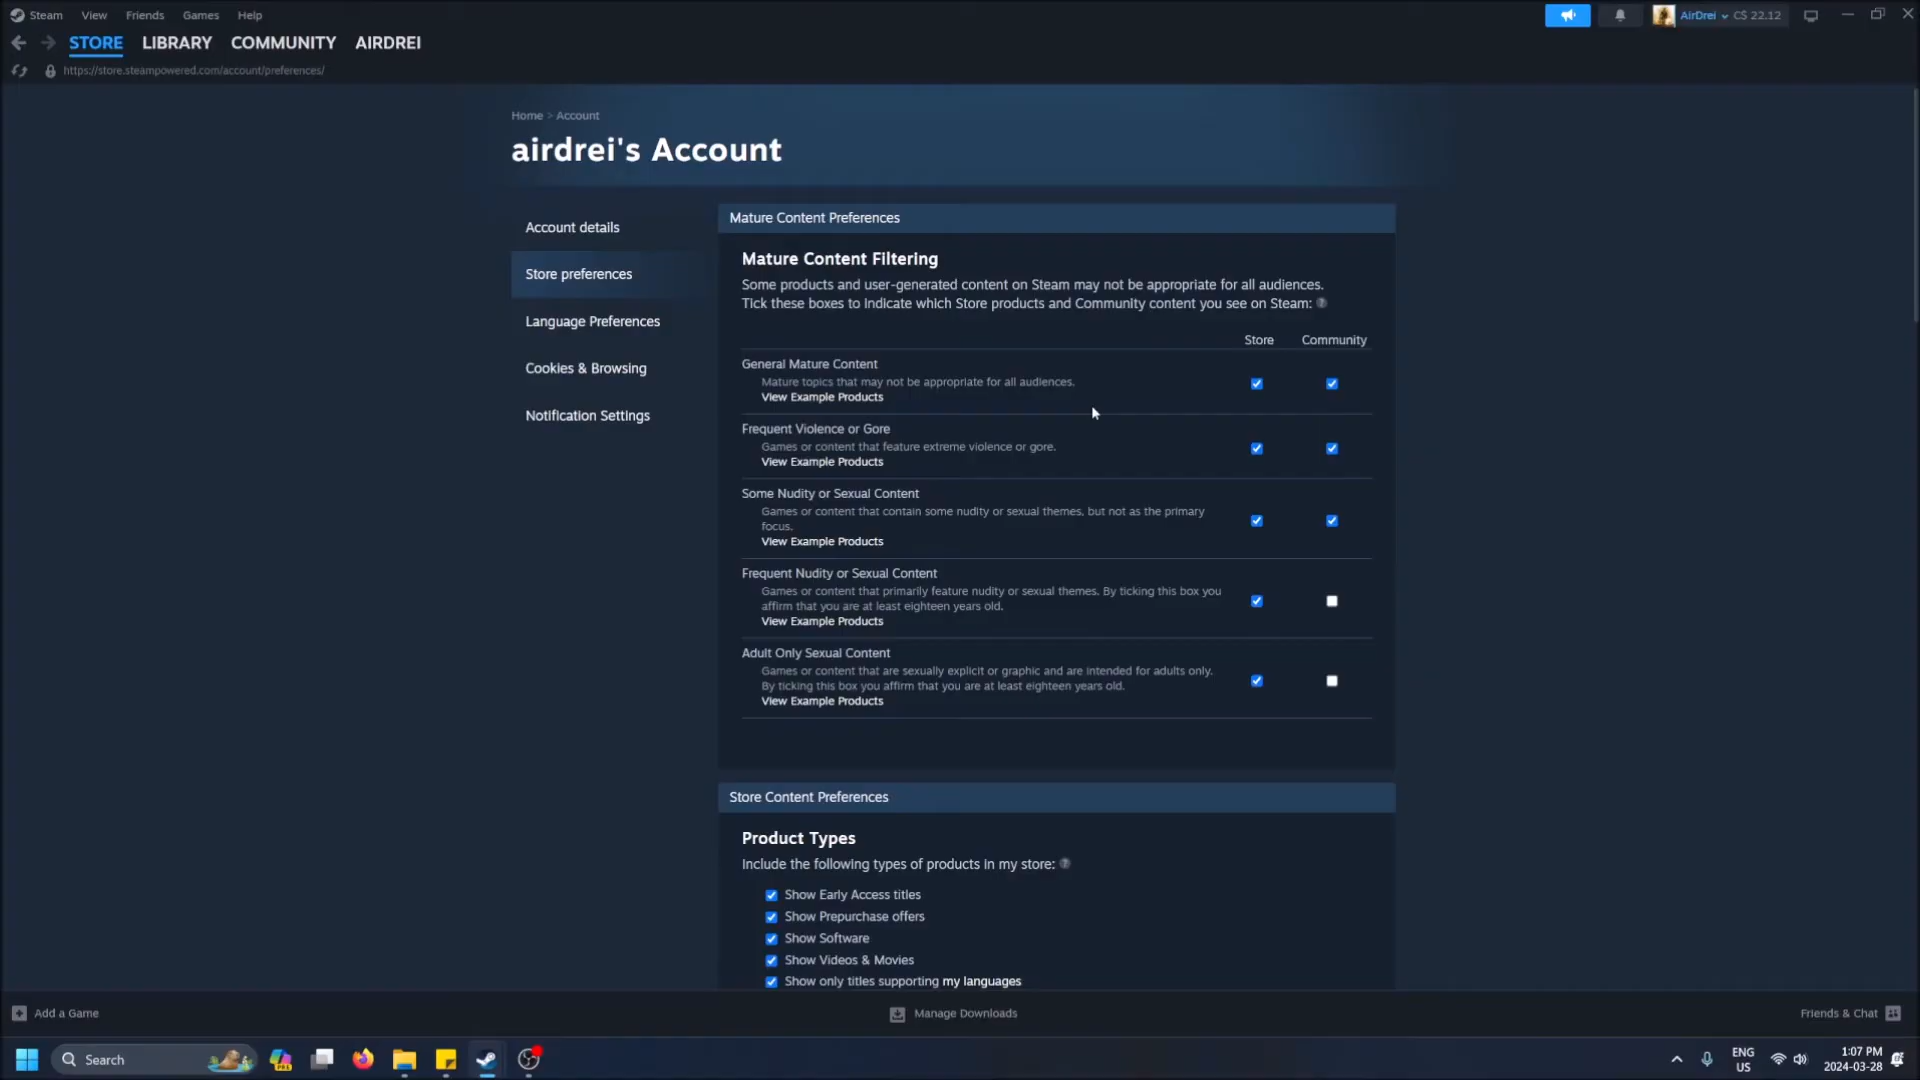 Steam View Friends Games Help
AirDrei C$ 22.12
STORE LIBRARY COMMUNITY AIRDREI
https://store.steampowered.com/account/preferences/
Home > Account
airdrei's Account
Account details
Store preferences
Language Preferences
Cookies & Browsing
Notification Settings
Mature Content Preferences
Mature Content Filtering
Some products and user-generated content on Steam may not be appropriate for all audiences.
Tick these boxes to indicate which Store products and Community content you see on Steam: ?
Store Community
General Mature Content
Mature topics that may not be appropriate for all audiences.
View Example Products
Frequent Violence or Gore
Games or content that feature extreme violence or gore.
View Example Products
Some Nudity or Sexual Content
Games or content that contain some nudity or sexual themes, but not as the primary
focus.
View Example Products
Frequent Nudity or Sexual Content
Games or content that primarily feature nudity or sexual themes. By ticking this box you
affirm that you are at least eighteen years old.
View Example Products
Adult Only Sexual Content
Games or content that are sexually explicit or graphic and are intended for adults only.
By ticking this box you affirm that you are at least eighteen years old.
View Example Products
Store Content Preferences
Product Types
Include the following types of products in my store: ?
Show Early Access titles
Show Prepurchase offers
Show Software
Show Videos & Movies
Show only titles supporting my languages
Add a Game
Manage Downloads
Friends & Chat
Search
ENG
US
1:07 PM
2024-03-28